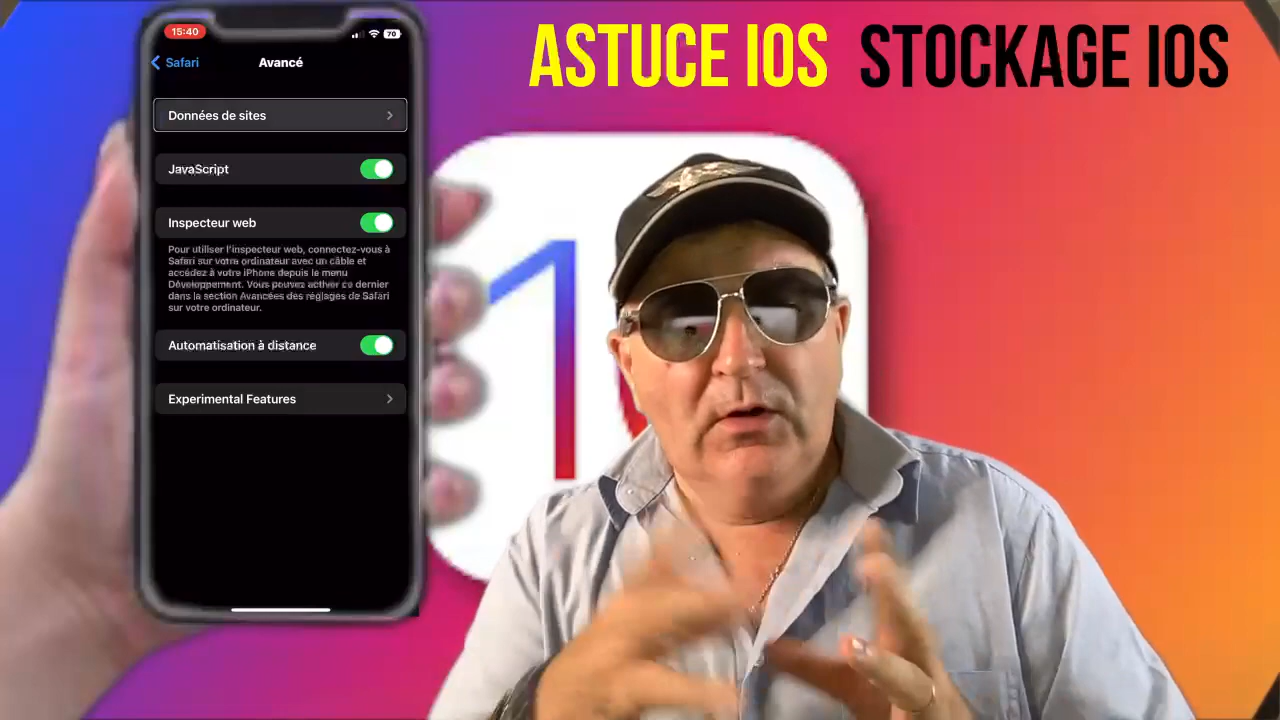 ASTUCE IOS STOCKAGE IOS
15:40
70
Safari
Avancé
Données de sites
JavaScript
Inspecteur web
Pour utiliser l'inspecteur web, connectez-vous à
Safari sur votre ordinateur avec un câble et
accédez à votre iPhone depuis le menu
Développement. Vous pouvez activer ce dernier
dans la section Avancées des réglages de Safari
sur votre ordinateur.
Automatisation à distance
Experimental Features